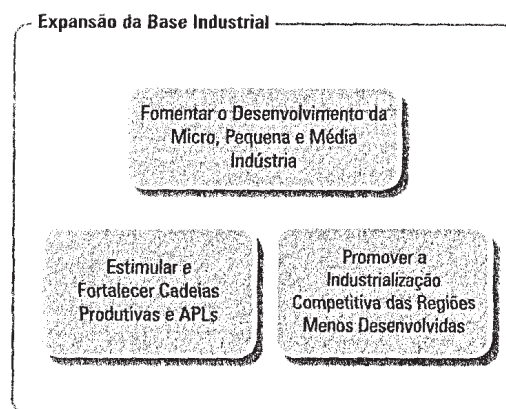 Expansão da Base Industrial
Fomentar o Desenvolvimento da
Micro, Pequena e Média
Indústria
Estimular e
Fortalecer Cadeias
Produtivas e APLs
Promover a
Industrialização
Competitiva das Regiões
Menos Desenvolvidas